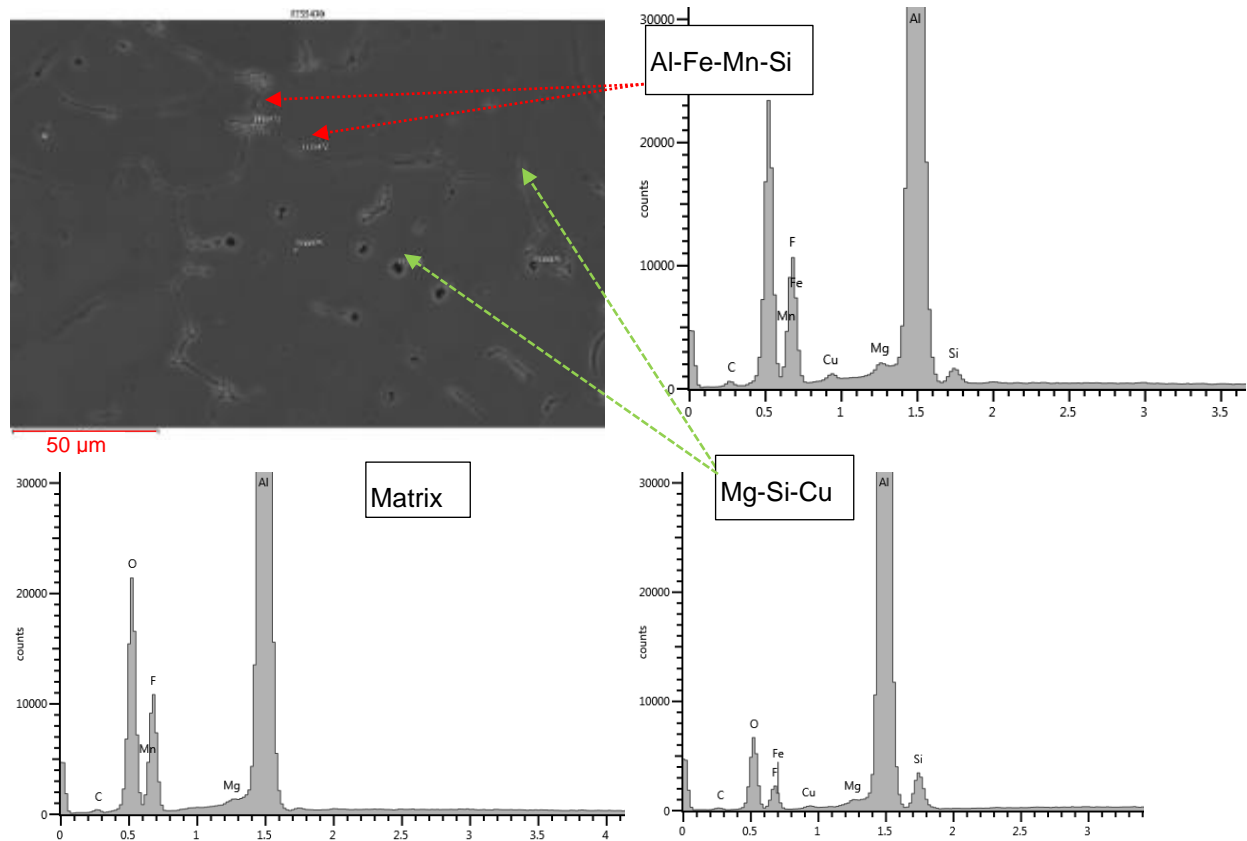 Al-Fe-Mn-Si
50 µm
30000
20000
10000
0
counts
Al
F
Fe
Mn
C
Cu
Mg
Si
0 0.5 1 1.5 2 2.5 3 3.5
Matrix
30000
20000
10000
0
counts
Al
O
F
Mn
C
Mg
0 0.5 1 1.5 2 2.5 3 3.5 4
Mg-Si-Cu
30000
20000
10000
0
counts
Al
O
Fe
F
Si
C
Cu
Mg
0 0.5 1 1.5 2 2.5 3